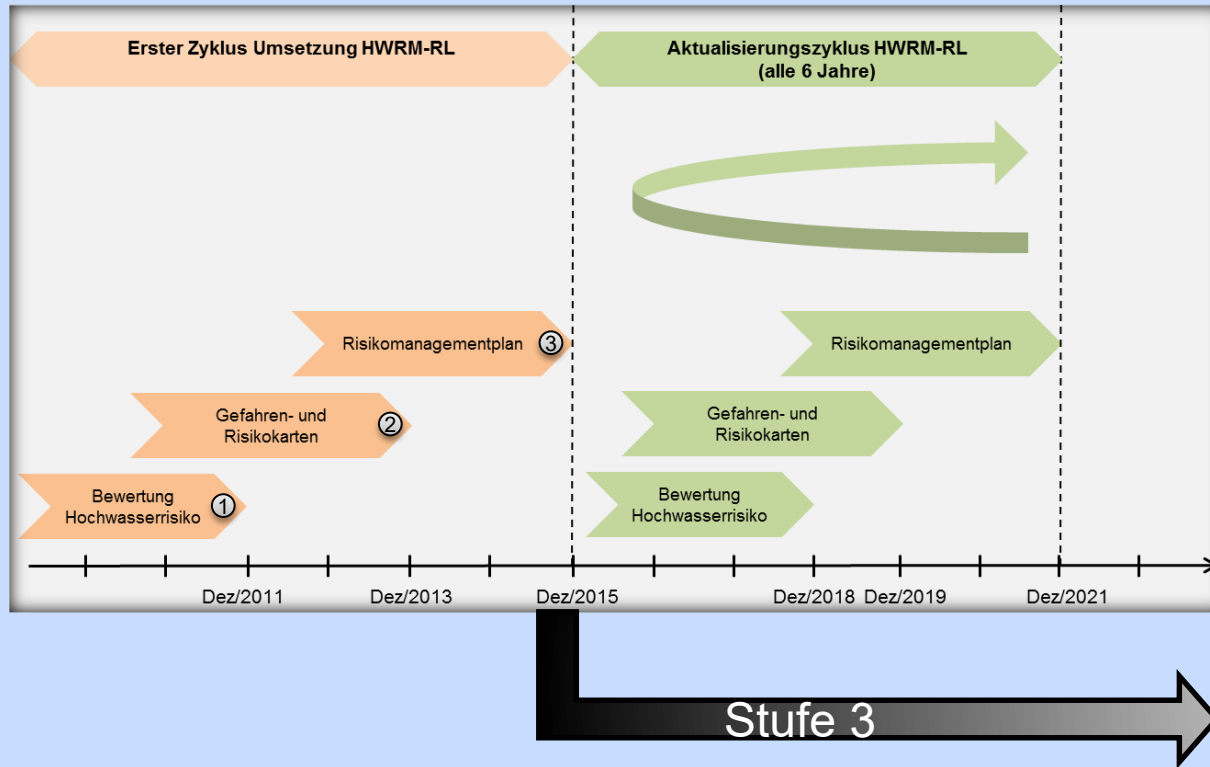 Erster Zyklus Umsetzung HWRM-RL
Aktualisierungszyklus HWRM-RL
(alle 6 Jahre)
Risikomanagementplan
3
Risikomanagementplan
Gefahren- und
Risikokarten
2
Gefahren- und
Risikokarten
Bewertung
Hochwasserrisiko
1
Bewertung
Hochwasserrisiko
Dez/2011
Dez/2013
Dez/2015
Dez/2018
Dez/2019
Dez/2021
Stufe 3